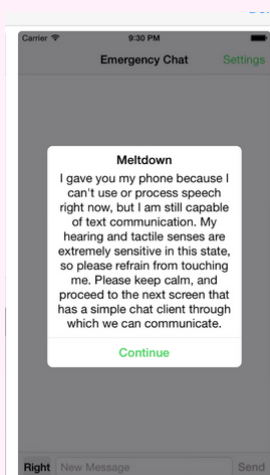 Carrier 9:30 PM
Emergency Chat Settings
Meltdown
I gave you my phone because I
can't use or process speech
right now, but I am still capable
of text communication. My
hearing and tactile senses are
extremely sensitive in this state,
so please refrain from touching
me. Please keep calm, and
proceed to the next screen that
has a simple chat client through
which we can communicate.
Continue
Right New Message Send